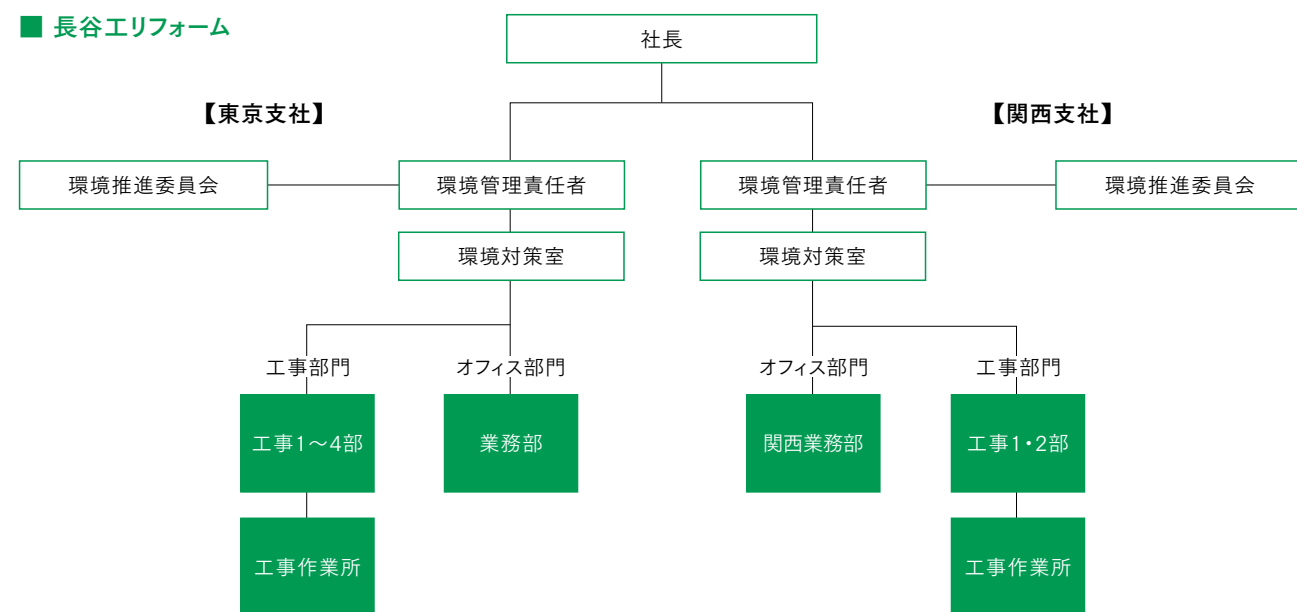 ■ 長谷工リフォーム
社長
【東京支社】
【関西支社】
環境推進委員会
環境管理責任者
環境管理責任者
環境推進委員会
環境対策室
環境対策室
工事部門
オフィス部門
オフィス部門
工事部門
工事1〜4部
業務部
関西業務部
工事1・2部
工事作業所
工事作業所